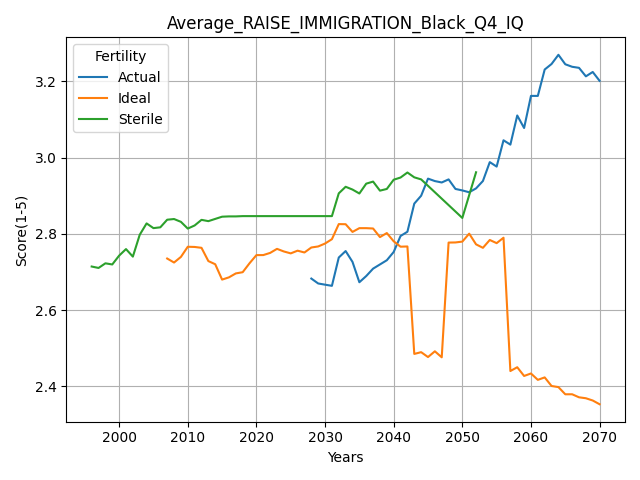 Average_RAISE_IMMIGRATION_Black_Q4_IQ
Fertility
Actual
Ideal
Sterile
Score(1-5)
3.2
3.0
2.8
2.6
2.4
2000 2010 2020 2030 2040 2050 2060 2070
Years